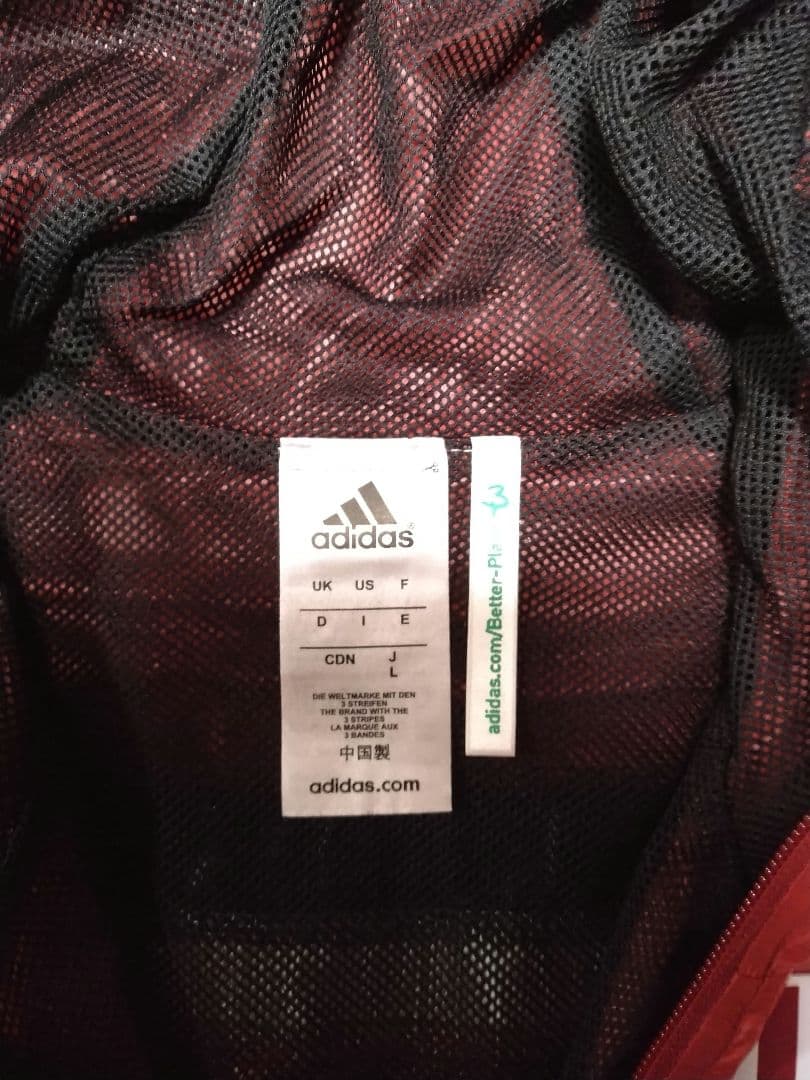 adidas®
UK US F
D I E
CDN J
L
DIE WELTMARKE MIT DEN
3 STREIFEN
THE BRAND WITH THE
3 STRIPES
LA MARQUE AUX
3 BANDES
中国製
adidas.com
adidas.com/Better-Pla